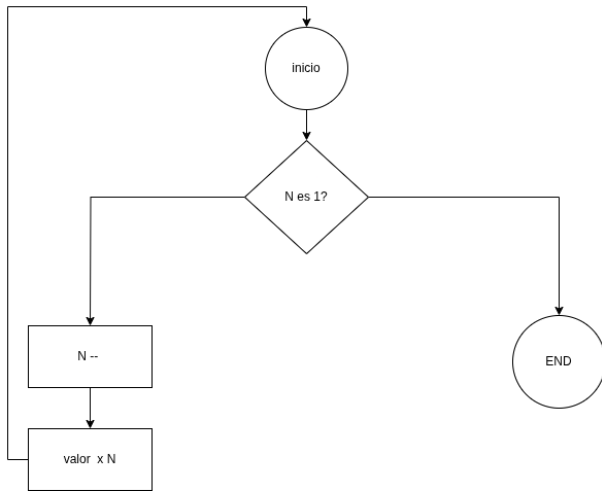 inicio
N es 1?
N --
END
valor x N